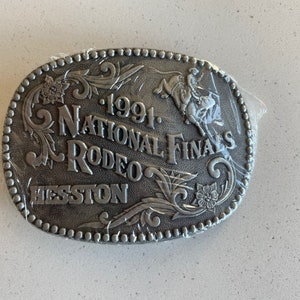 ·1991·
NATIONAL FINALS
RODEO
HESSTON